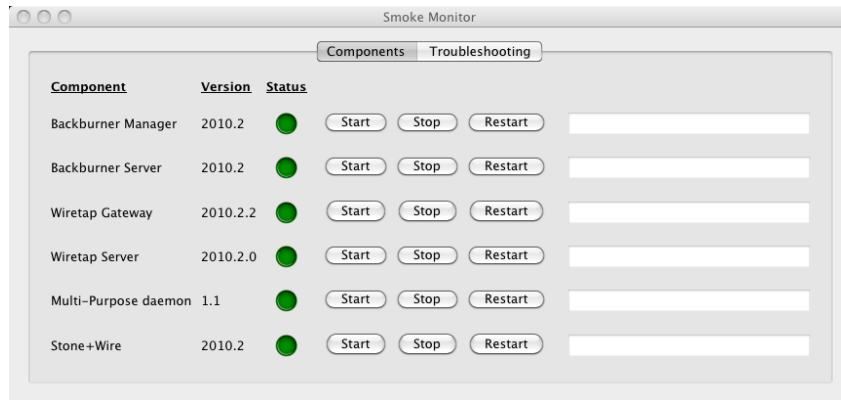 Smoke Monitor
Components Troubleshooting
Component Version Status
Backburner Manager 2010.2 Start Stop Restart
Backburner Server 2010.2 Start Stop Restart
Wiretap Gateway 2010.2.2 Start Stop Restart
Wiretap Server 2010.2.0 Start Stop Restart
Multi-Purpose daemon 1.1 Start Stop Restart
Stone+Wire 2010.2 Start Stop Restart